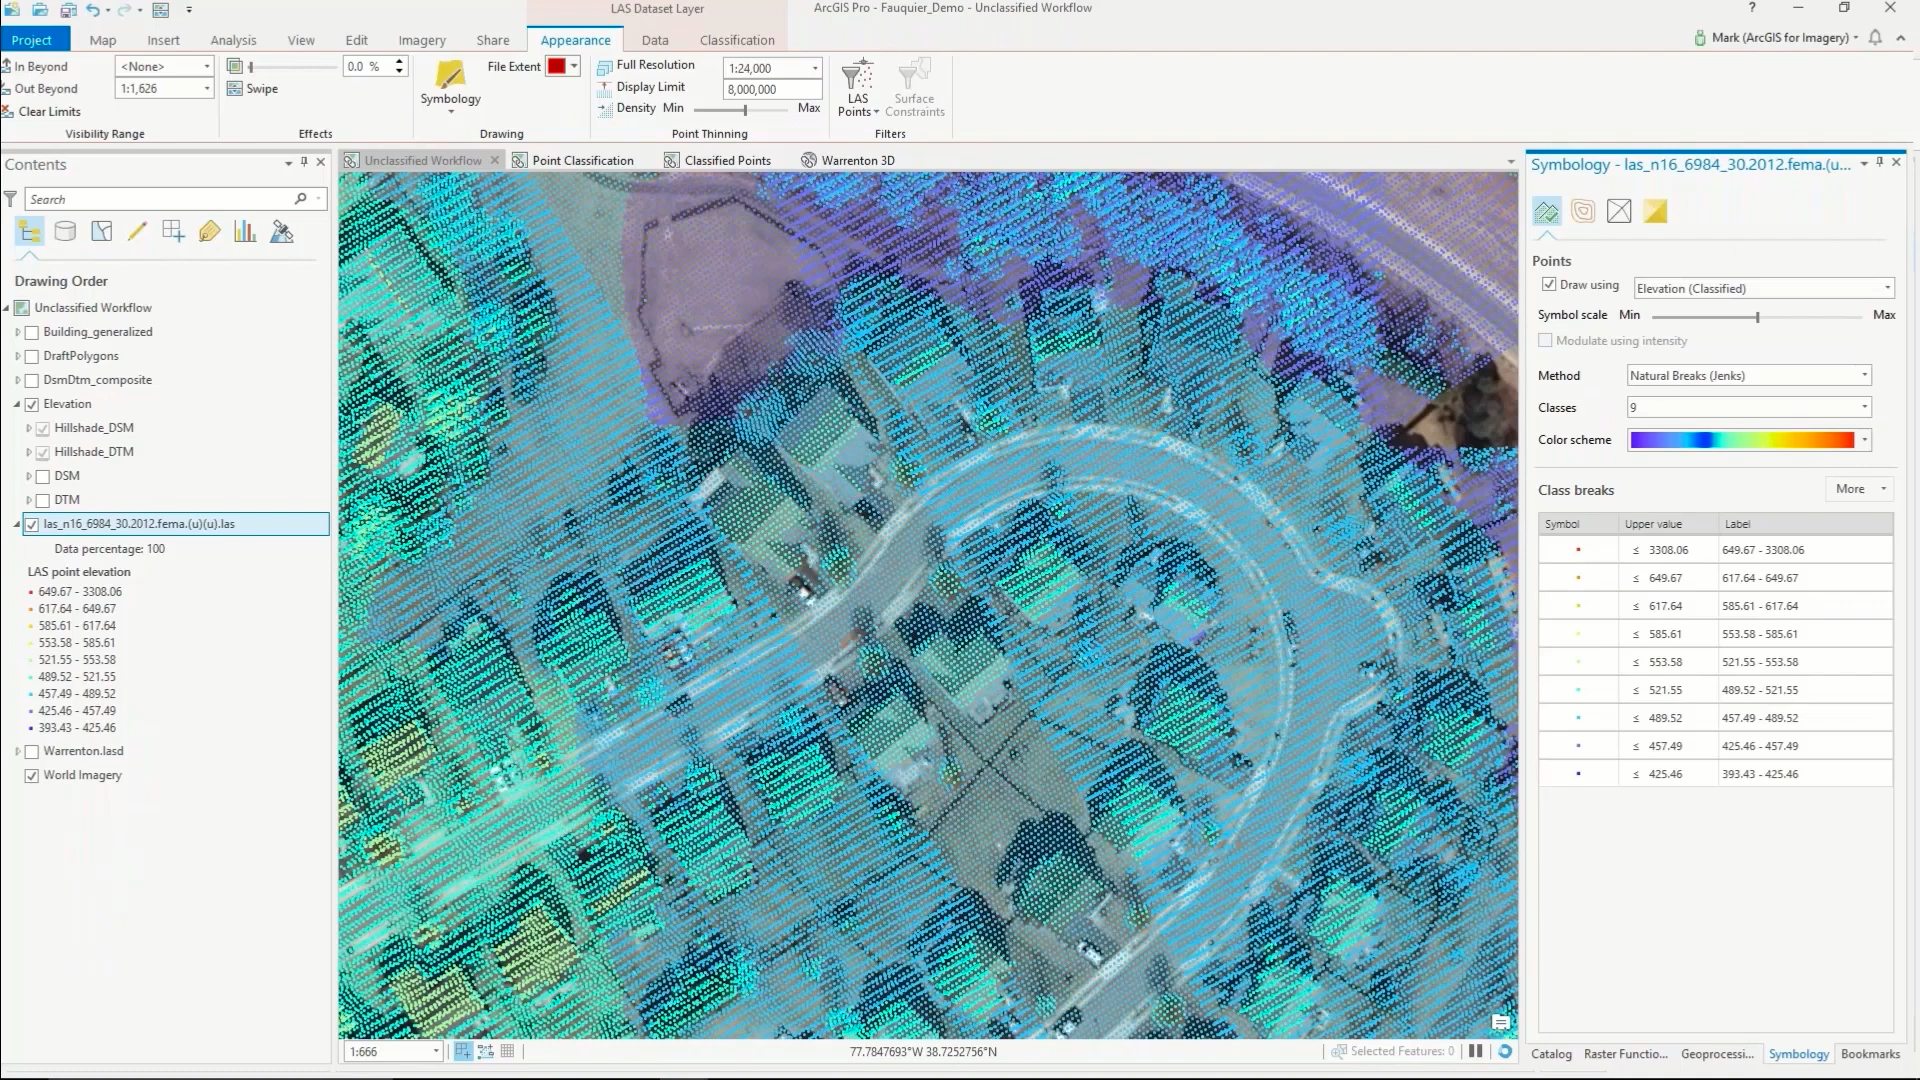 LAS Dataset Layer
ArcGIS Pro - Fauquier_Demo - Unclassified Workflow
?
Project Map Insert Analysis View Edit Imagery Share Appearance Data Classification
Mark (ArcGIS for Imagery)
In Beyond <None>
Out Beyond 1:1,626
Clear Limits
Visibility Range
0.0 %
Swipe
Effects
Symbology
File Extent
Drawing
Full Resolution 1:24,000
Display Limit 8,000,000
Density Min Max
Point Thinning
LAS Points
Surface Constraints
Filters
Contents
Search
Drawing Order
Unclassified Workflow
Building_generalized
DraftPolygons
DsmDtm_composite
Elevation
Hillshade_DSM
Hillshade_DTM
DSM
DTM
las_n16_6984_30.2012.fema.(u)(u).las
Data percentage: 100
LAS point elevation
649.67 - 3308.06
617.64 - 649.67
585.61 - 617.64
553.58 - 585.61
521.55 - 553.58
489.52 - 521.55
457.49 - 489.52
425.46 - 457.49
393.43 - 425.46
Warrenton.lasd
World Imagery
Unclassified Workflow Point Classification Classified Points Warrenton 3D
1:666
77.7847693°W 38.7252756°N
Selected Features: 0
Symbology - las_n16_6984_30.2012.fema.(u...
Points
Draw using Elevation (Classified)
Symbol scale Min Max
Modulate using intensity
Method Natural Breaks (Jenks)
Classes 9
Color scheme
Class breaks More
Symbol Upper value Label
≤ 3308.06 649.67 - 3308.06
≤ 649.67 617.64 - 649.67
≤ 617.64 585.61 - 617.64
≤ 585.61 553.58 - 585.61
≤ 553.58 521.55 - 553.58
≤ 521.55 489.52 - 521.55
≤ 489.52 457.49 - 489.52
≤ 457.49 425.46 - 457.49
≤ 425.46 393.43 - 425.46
Catalog Raster Functio... Geoprocessi... Symbology Bookmarks